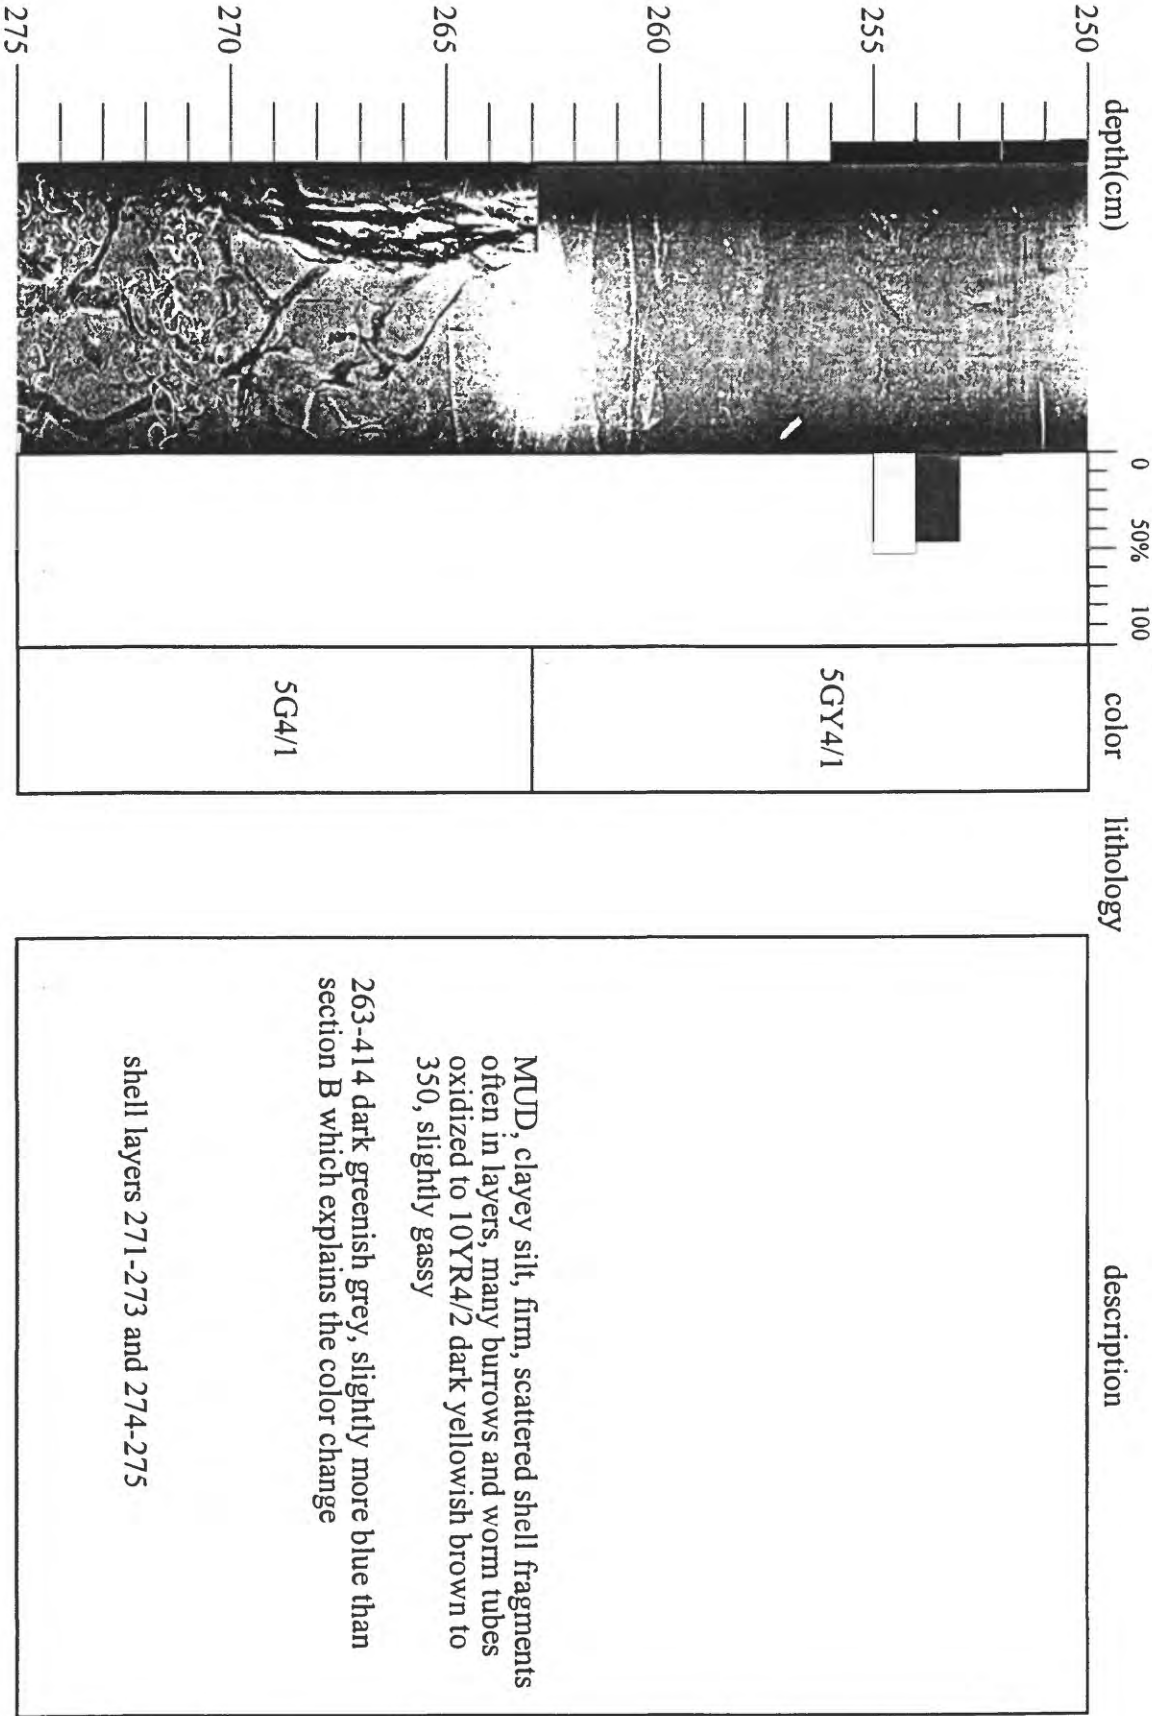 depth(cm)
0 50% 100
color
lithology
description
250
255
260
265
270
275
5GY4/1
5G4/1
MUD, clayey silt, firm, scattered shell fragments
often in layers, many burrows and worm tubes
oxidized to 10YR4/2 dark yellowish brown to
350, slightly gassy
263-414 dark greenish grey, slightly more blue than
section B which explains the color change
shell layers 271-273 and 274-275